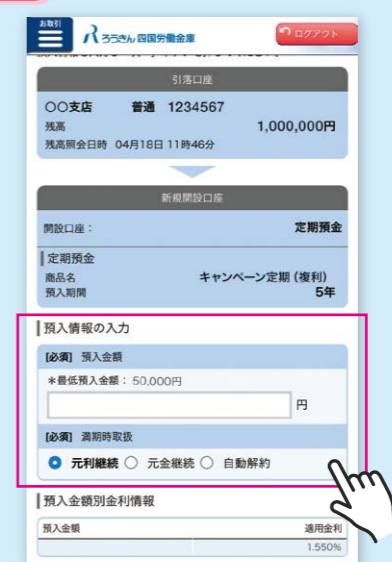 お取引
ろうきん 四国労働金庫
ログアウト
引落口座
〇〇支店 普通 1234567
残高 1,000,000円
残高照会日時 04月18日 11時46分
新規開設口座
開設口座： 定期預金
定期預金
商品名 キャンペーン定期（複利）
預入期間 5年
預入情報の入力
[必須] 預入金額
＊最低預入金額： 50,000円
円
[必須] 満期時取扱
元利継続 元金継続 自動解約
預入金額別金利情報
預入金額 適用金利
1.550%